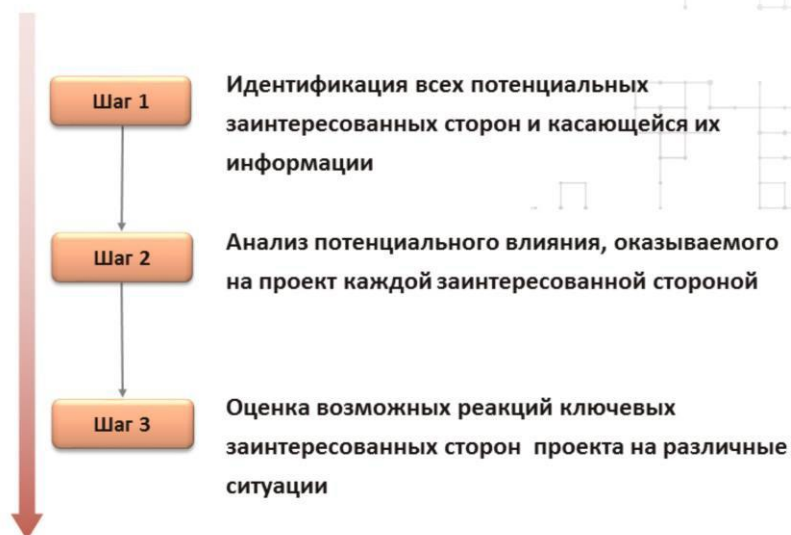 Шаг 1
Идентификация всех потенциальных
заинтересованных сторон и касающейся их
информации
Шаг 2
Анализ потенциального влияния, оказываемого
на проект каждой заинтересованной стороной
Шаг 3
Оценка возможных реакций ключевых
заинтересованных сторон проекта на различные
ситуации